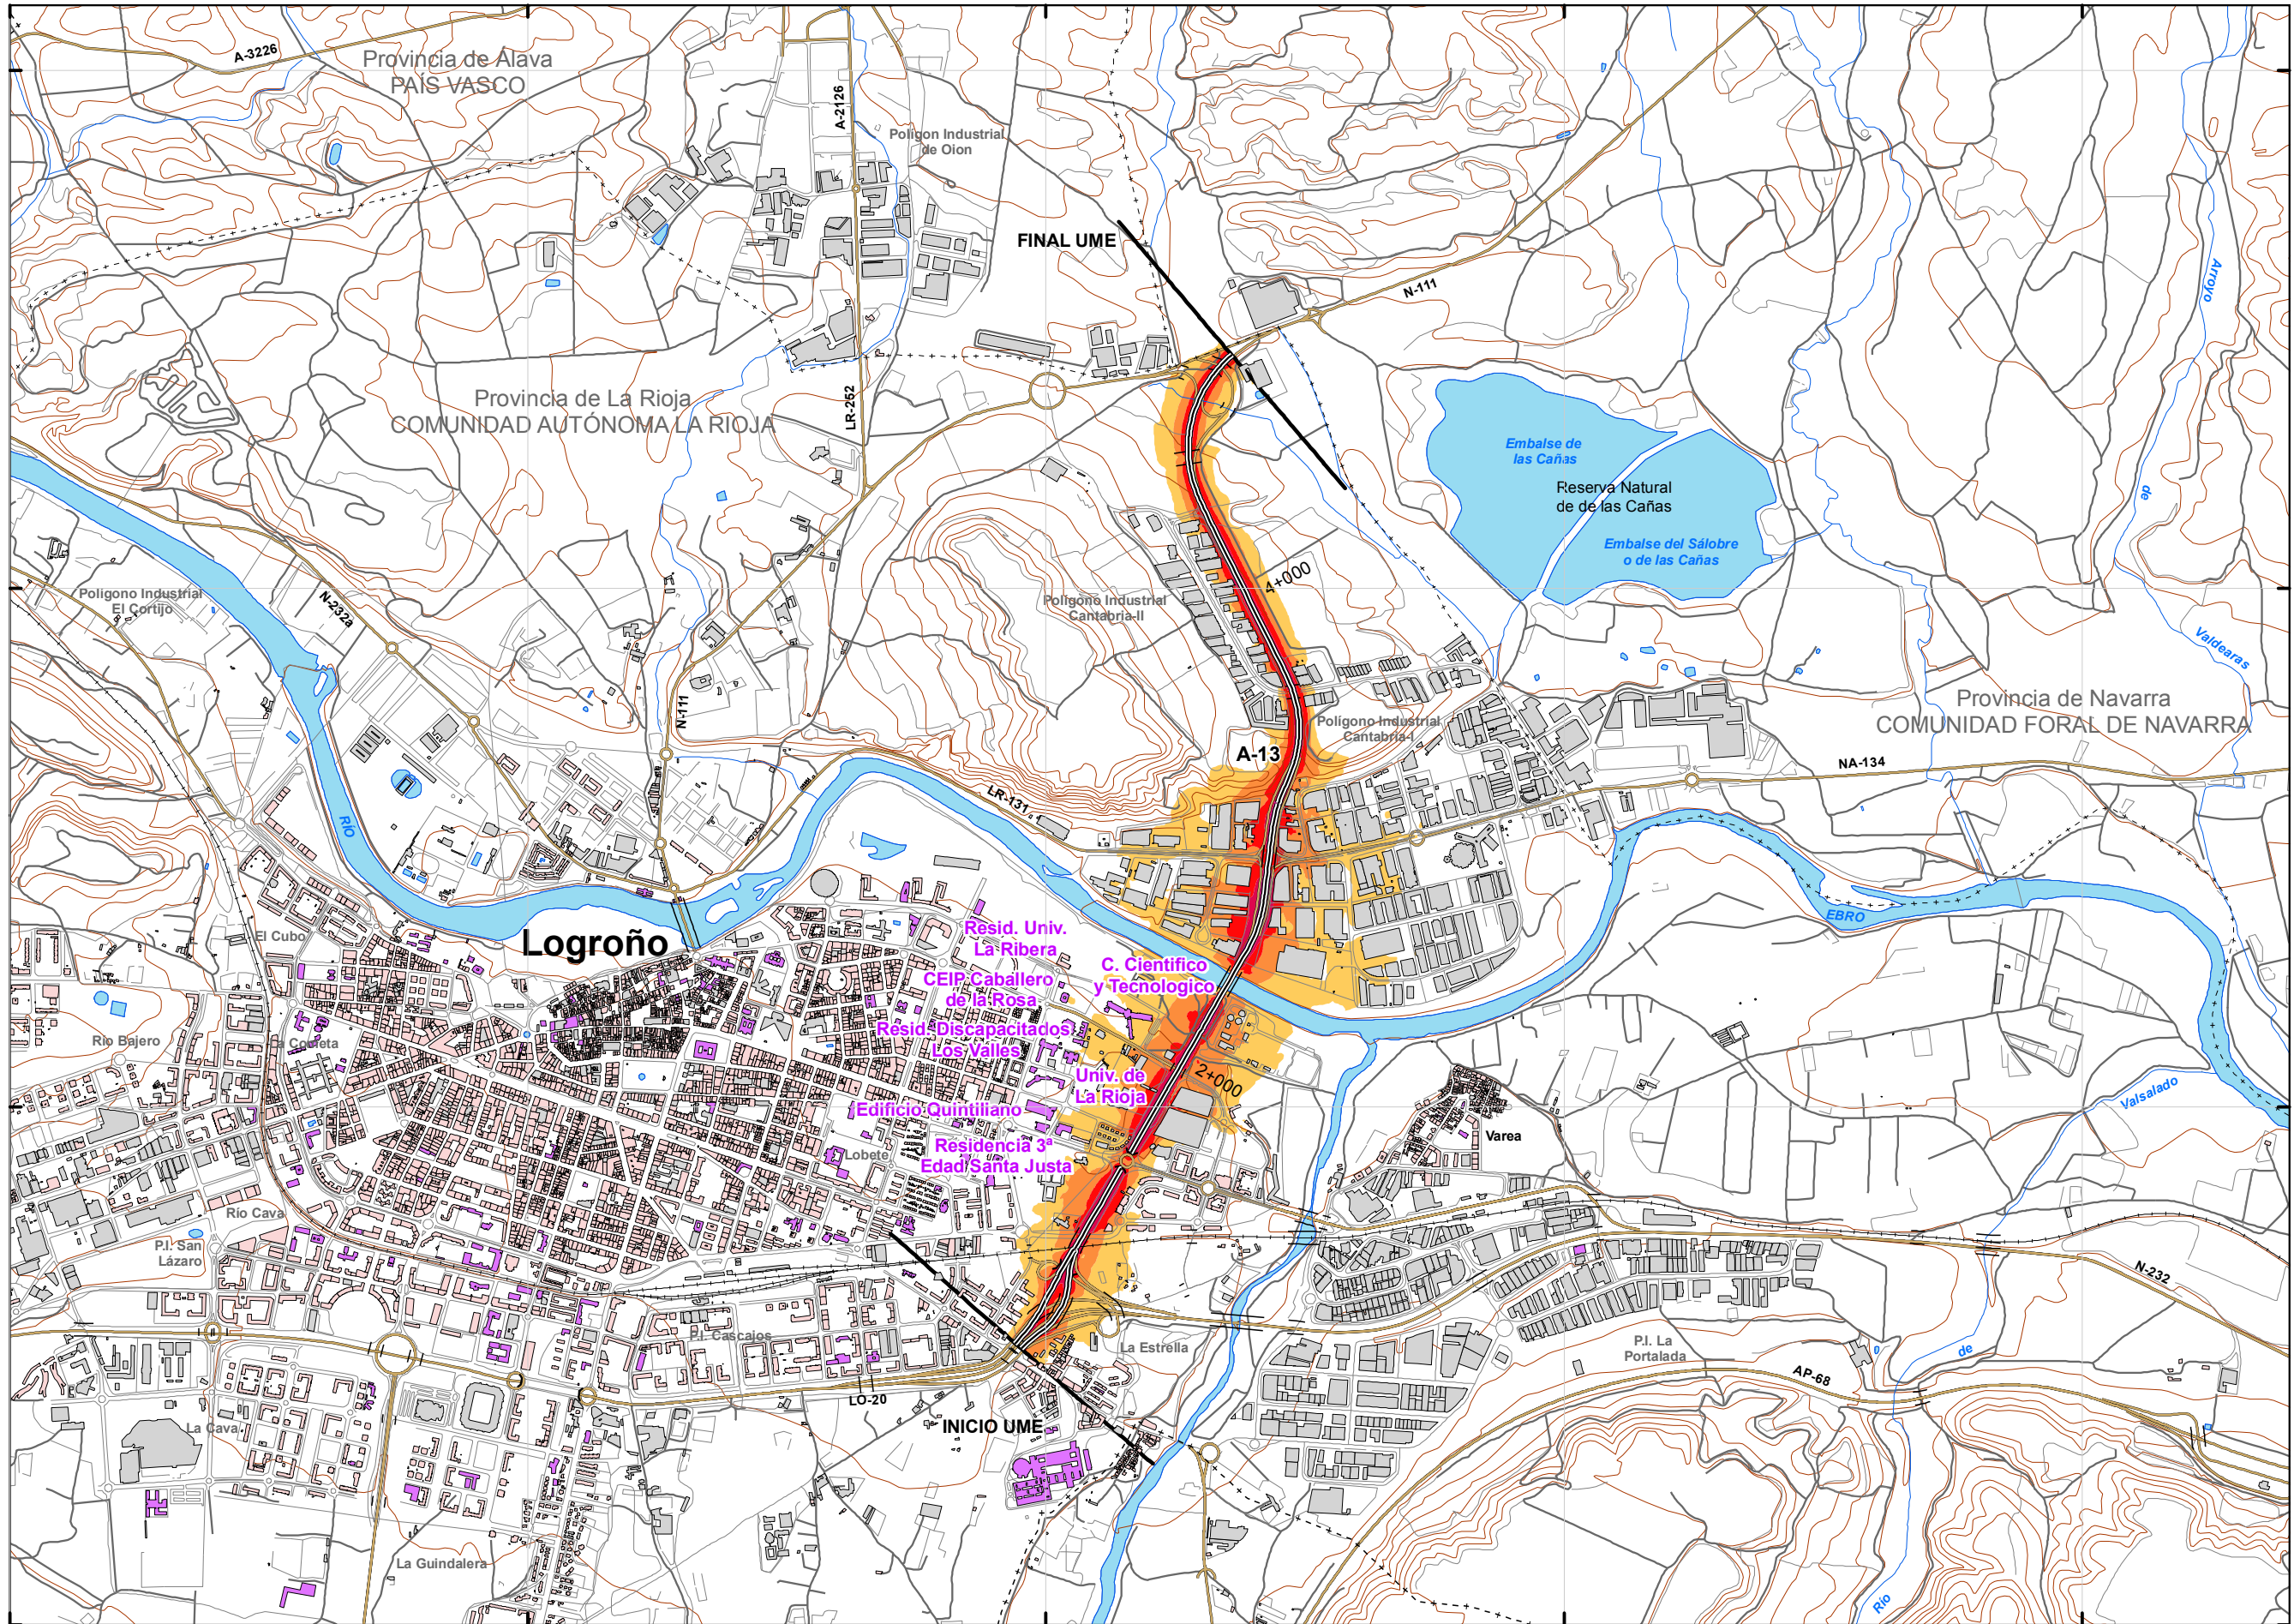 A-3226
Provincia de Álava
PAÍS VASCO
A-2126
Polígon Industrial
de Oion
FINAL UME
N-111
Arroyo
de
Valdearas
Provincia de La Rioja
COMUNIDAD AUTÓNOMA LA RIOJA
LR-252
Embalse de
las Cañas
Reserva Natural
de de las Cañas
Embalse del Sálobre
o de las Cañas
4+000
Poligono Industrial
El Cortijo
N-232a
Poligono Industrial
Cantabria-II
N-111
Polígono Industrial
Cantabria-I
A-13
Provincia de Navarra
COMUNIDAD FORAL DE NAVARRA
NA-134
LR-131
RÍO
EBRO
El Cubo
Logroño
Resid. Univ.
La Ribera
C. Cientifico
y Tecnologico
CEIP Caballero
de la Rosa
Resid. Discapacitados
Los Valles
Rio Bajero
La Cometa
Univ. de
La Rioja
2+000
Edificio Quintiliano
Valsalado
Varea
Residencia 3ª
Edad Santa Justa
Lobete
Río Cava
P.I. San
Lázaro
N-232
P.I. Cascajos
La Estrella
P.I. La
Portalada
de
AP-68
LO-20
INICIO UME
La Cava
La Guindalera
Río